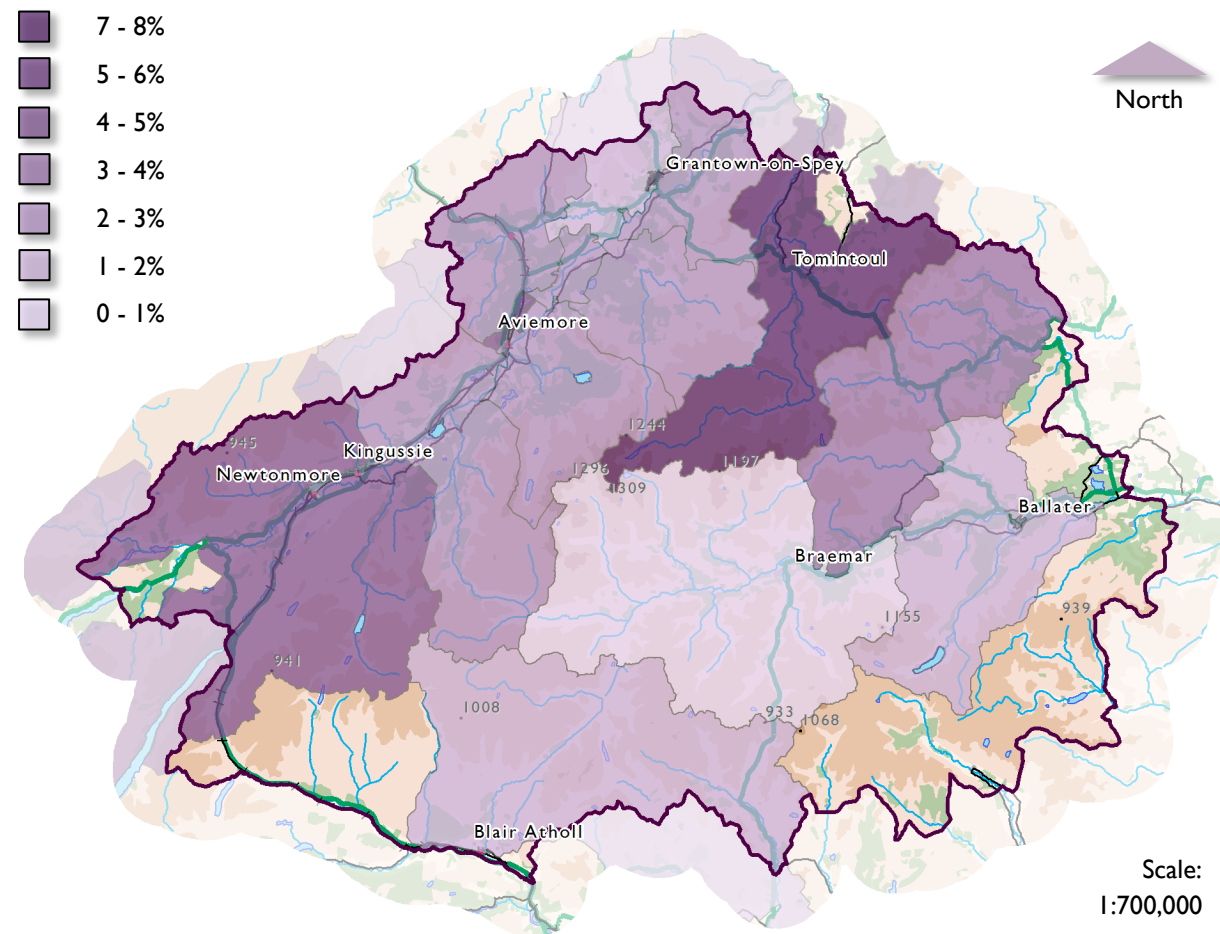 7 - 8%
5 - 6%
4 - 5%
3 - 4%
2 - 3%
1 - 2%
0 - 1%
North
Grantown-on-Spey
Tomintoul
Aviemore
1244
945
Kingussie
1296
1197
Newtonmore
1309
Ballater
Braemar
939
1155
941
1008
933
1068
Blair Atholl
Scale:
1:700,000